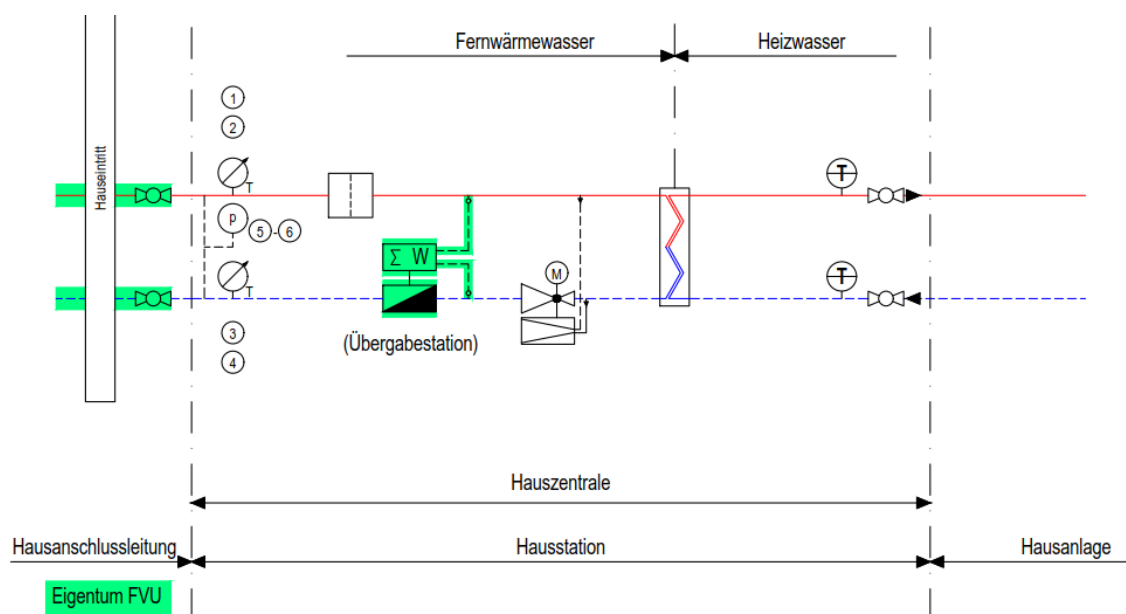 Fernwärmewasser
Heizwasser
1
2
Hauseintritt
T
T
p
5 - 6
Σ W
T
M
T
(Übergabestation)
3
4
Hauszentrale
Hausanschlussleitung
Hausstation
Hausanlage
Eigentum FVU